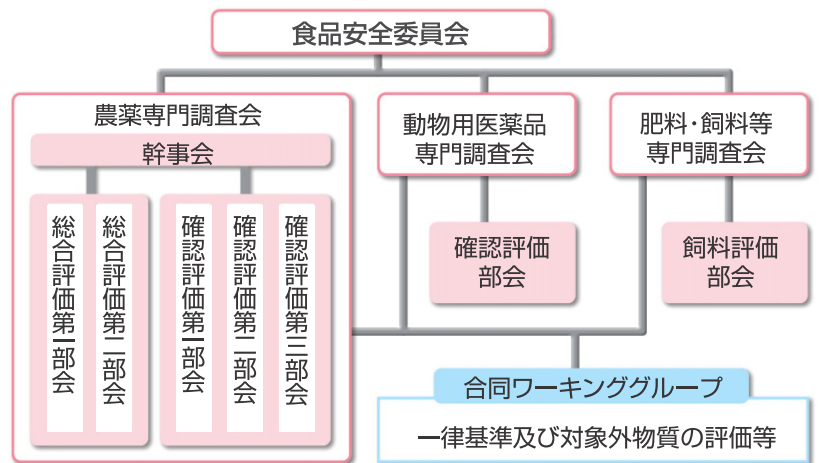 食品安全委員会
農薬専門調査会
幹事会
総合評価第一部会
総合評価第二部会
確認評価第一部会
確認評価第二部会
確認評価第三部会
動物用医薬品
専門調査会
確認評価
部会
肥料・飼料等
専門調査会
飼料評価
部会
合同ワーキンググループ
一律基準及び対象外物質の評価等